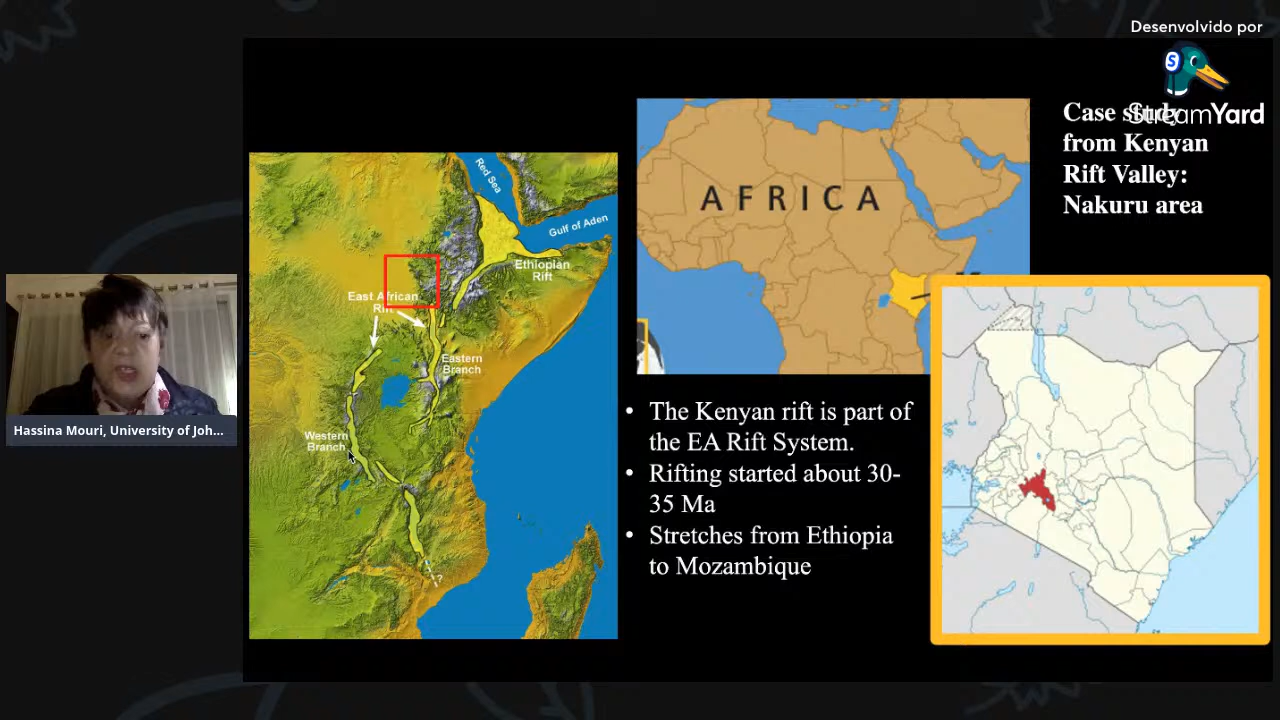 Desenvolvido por
StreamYard
Case study
from Kenyan
Rift Valley:
Nakuru area
Red Sea
Gulf of Aden
Ethiopian
Rift
East African
Rift
Eastern
Branch
Western
Branch
?
AFRICA
• The Kenyan rift is part of
the EA Rift System.
• Rifting started about 30-
35 Ma
• Stretches from Ethiopia
to Mozambique
Hassina Mouri, University of Joh...